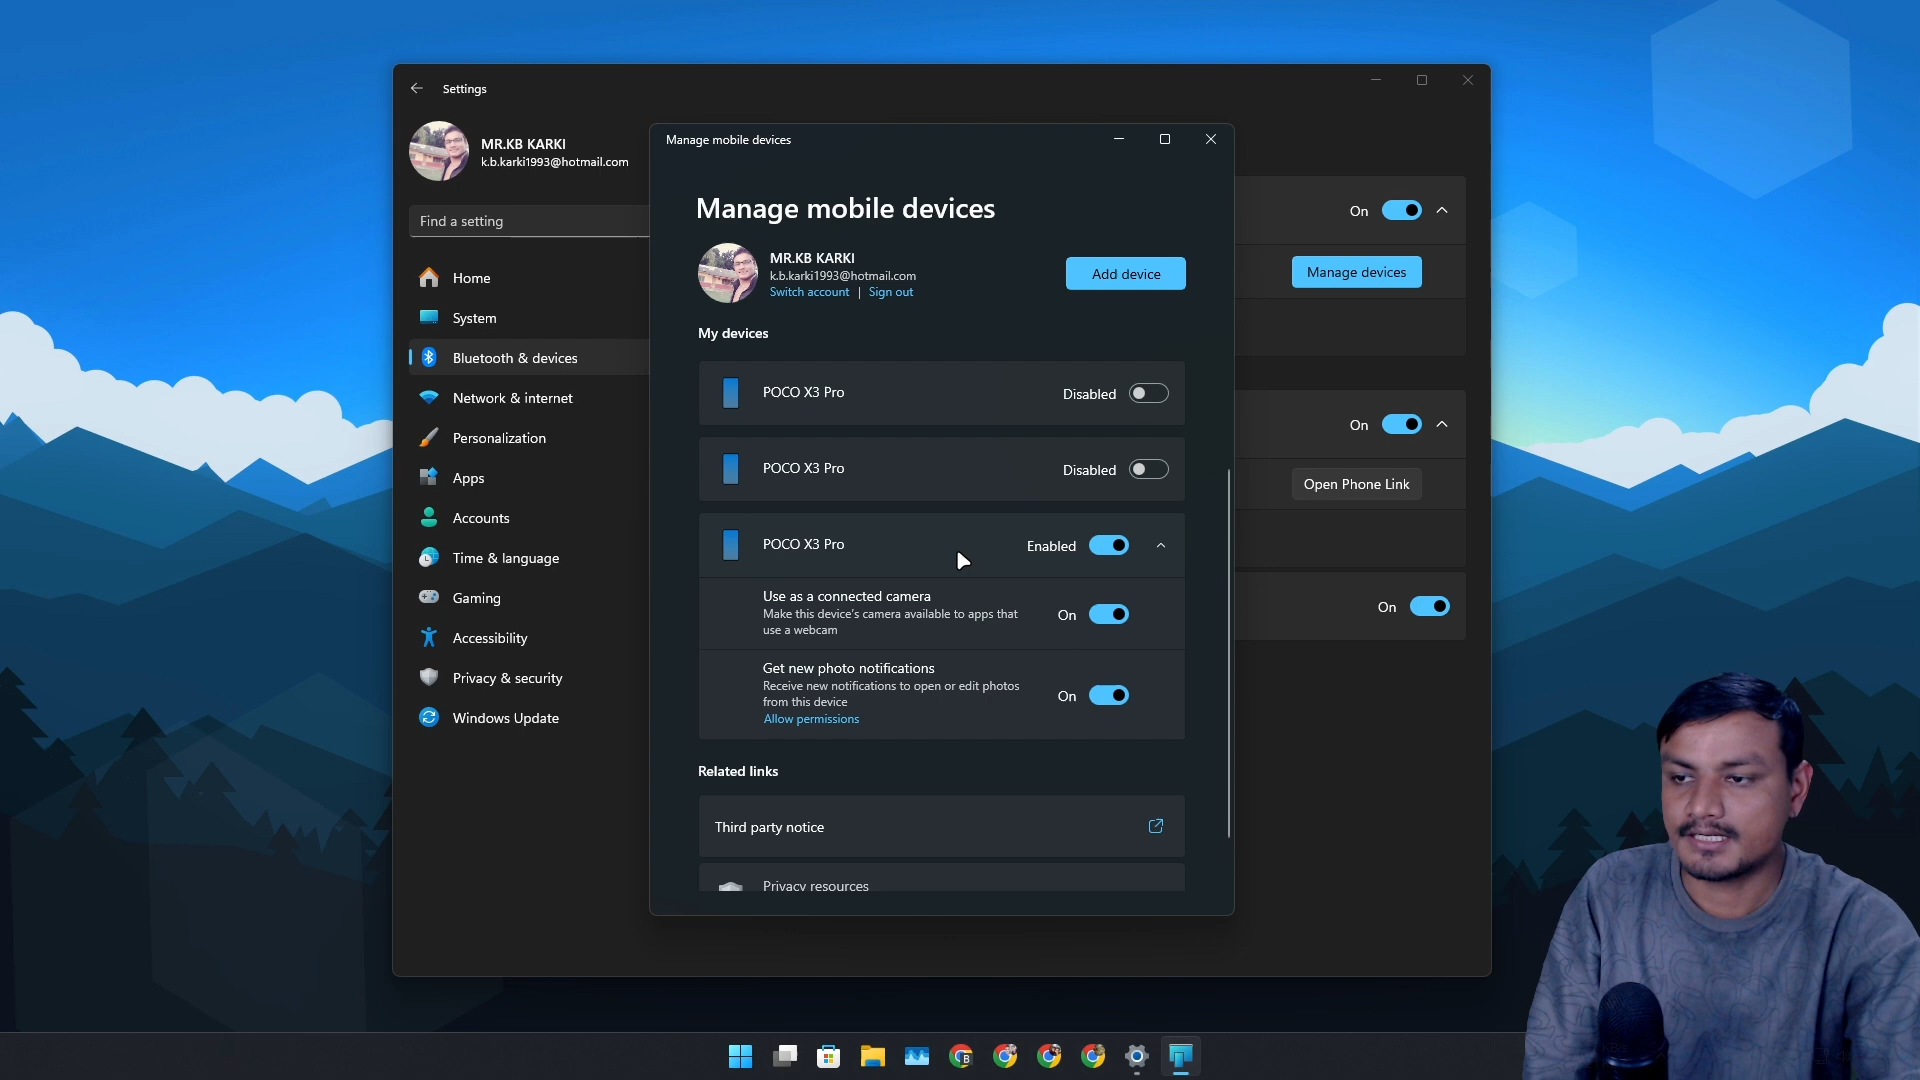 Settings
MR.KB KARKI
k.b.karki1993@hotmail.com
Find a setting
Home
System
Bluetooth & devices
Network & internet
Personalization
Apps
Accounts
Time & language
Gaming
Accessibility
Privacy & security
Windows Update
Manage mobile devices
Manage mobile devices
MR.KB KARKI
k.b.karki1993@hotmail.com
Switch account | Sign out
Add device
My devices
POCO X3 Pro Disabled
POCO X3 Pro Disabled
POCO X3 Pro Enabled
Use as a connected camera
Make this device's camera available to apps that
use a webcam
On
Get new photo notifications
Receive new notifications to open or edit photos
from this device
Allow permissions
On
Related links
Third party notice
Privacy resources
On
Manage devices
On
Open Phone Link
On
B